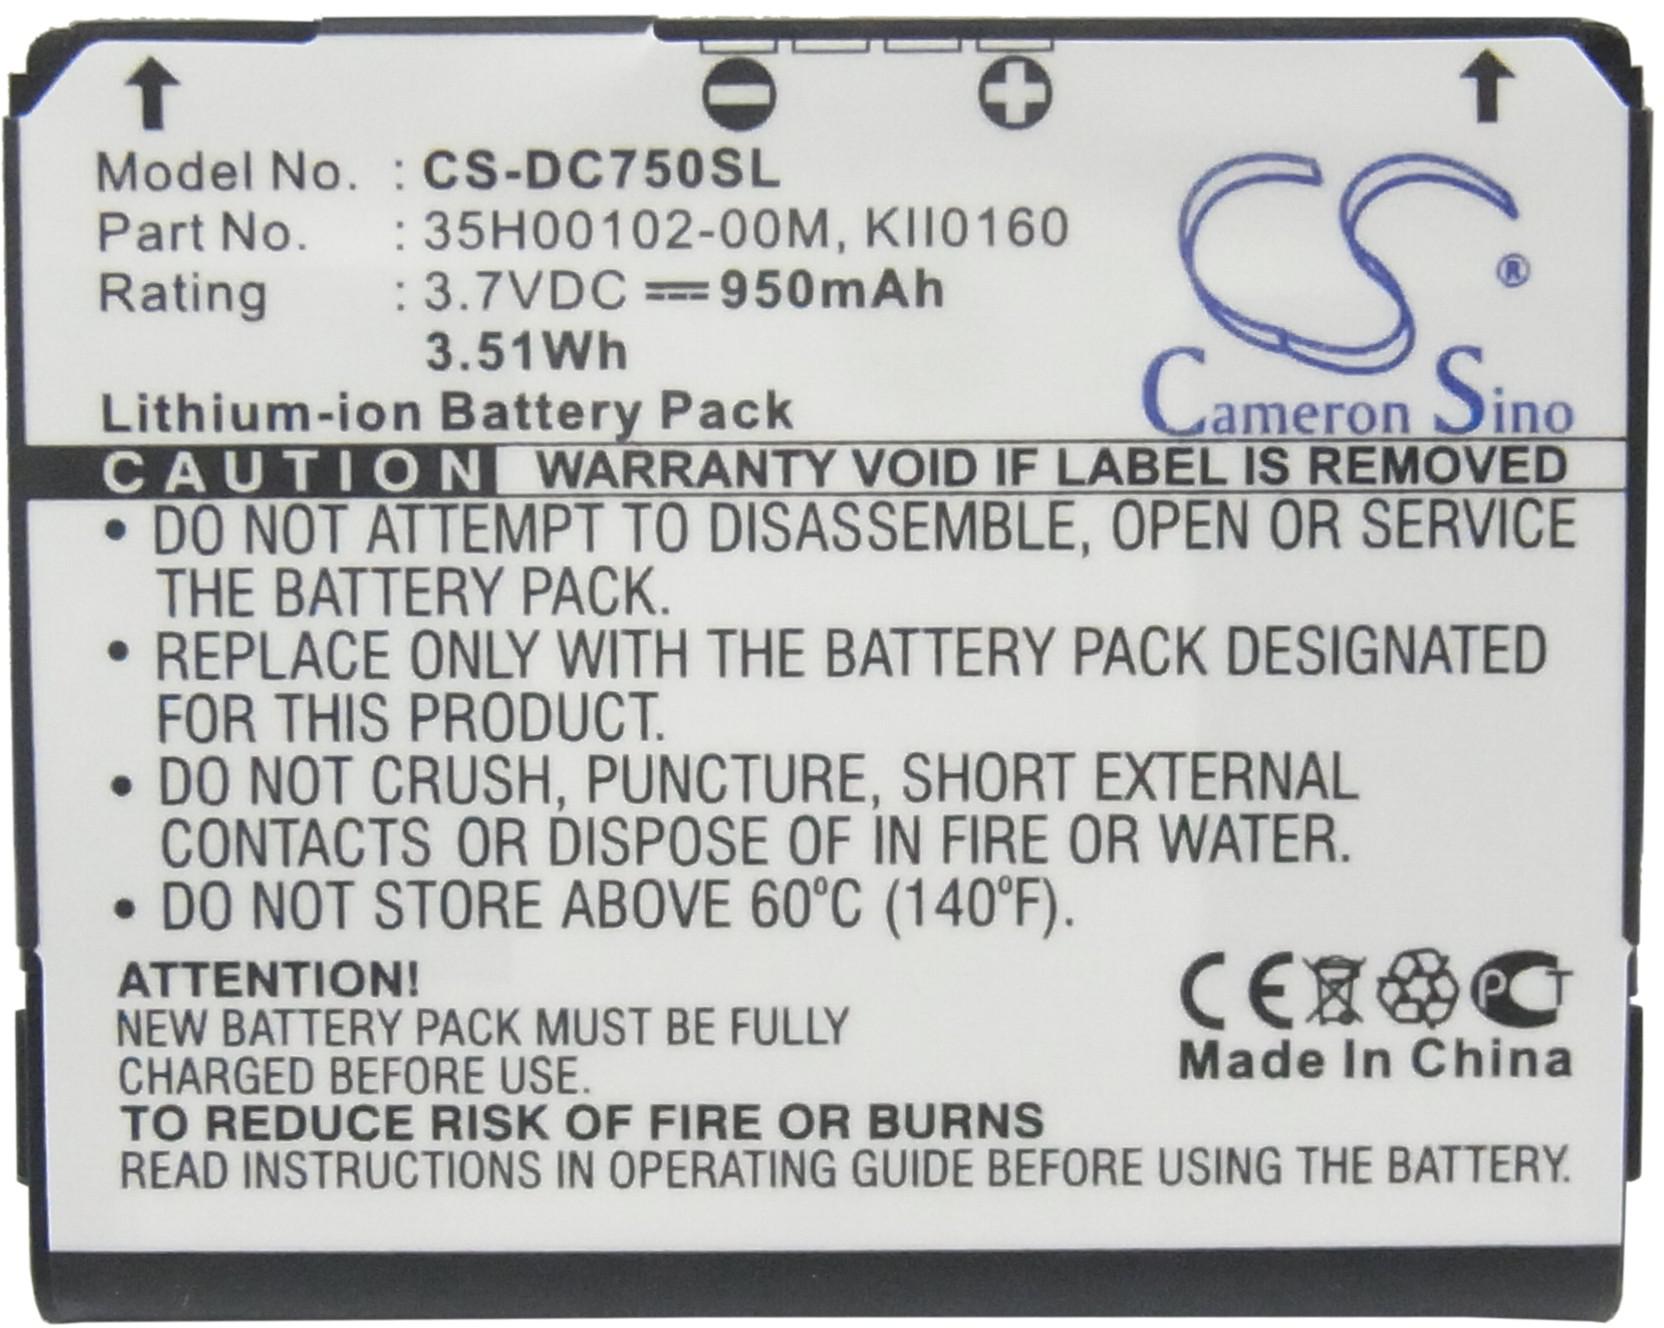 Model No. : CS-DC750SL
Part No. : 35H00102-00M, KII0160
Rating : 3.7VDC ⎓ 950mAh
3.51Wh
Lithium-ion Battery Pack
CS ®
Cameron Sino
CAUTION WARRANTY VOID IF LABEL IS REMOVED
• DO NOT ATTEMPT TO DISASSEMBLE, OPEN OR SERVICE
THE BATTERY PACK.
• REPLACE ONLY WITH THE BATTERY PACK DESIGNATED
FOR THIS PRODUCT.
• DO NOT CRUSH, PUNCTURE, SHORT EXTERNAL
CONTACTS OR DISPOSE OF IN FIRE OR WATER.
• DO NOT STORE ABOVE 60°C (140°F).
ATTENTION!
NEW BATTERY PACK MUST BE FULLY
CHARGED BEFORE USE.
CE PCT
Made In China
TO REDUCE RISK OF FIRE OR BURNS
READ INSTRUCTIONS IN OPERATING GUIDE BEFORE USING THE BATTERY.